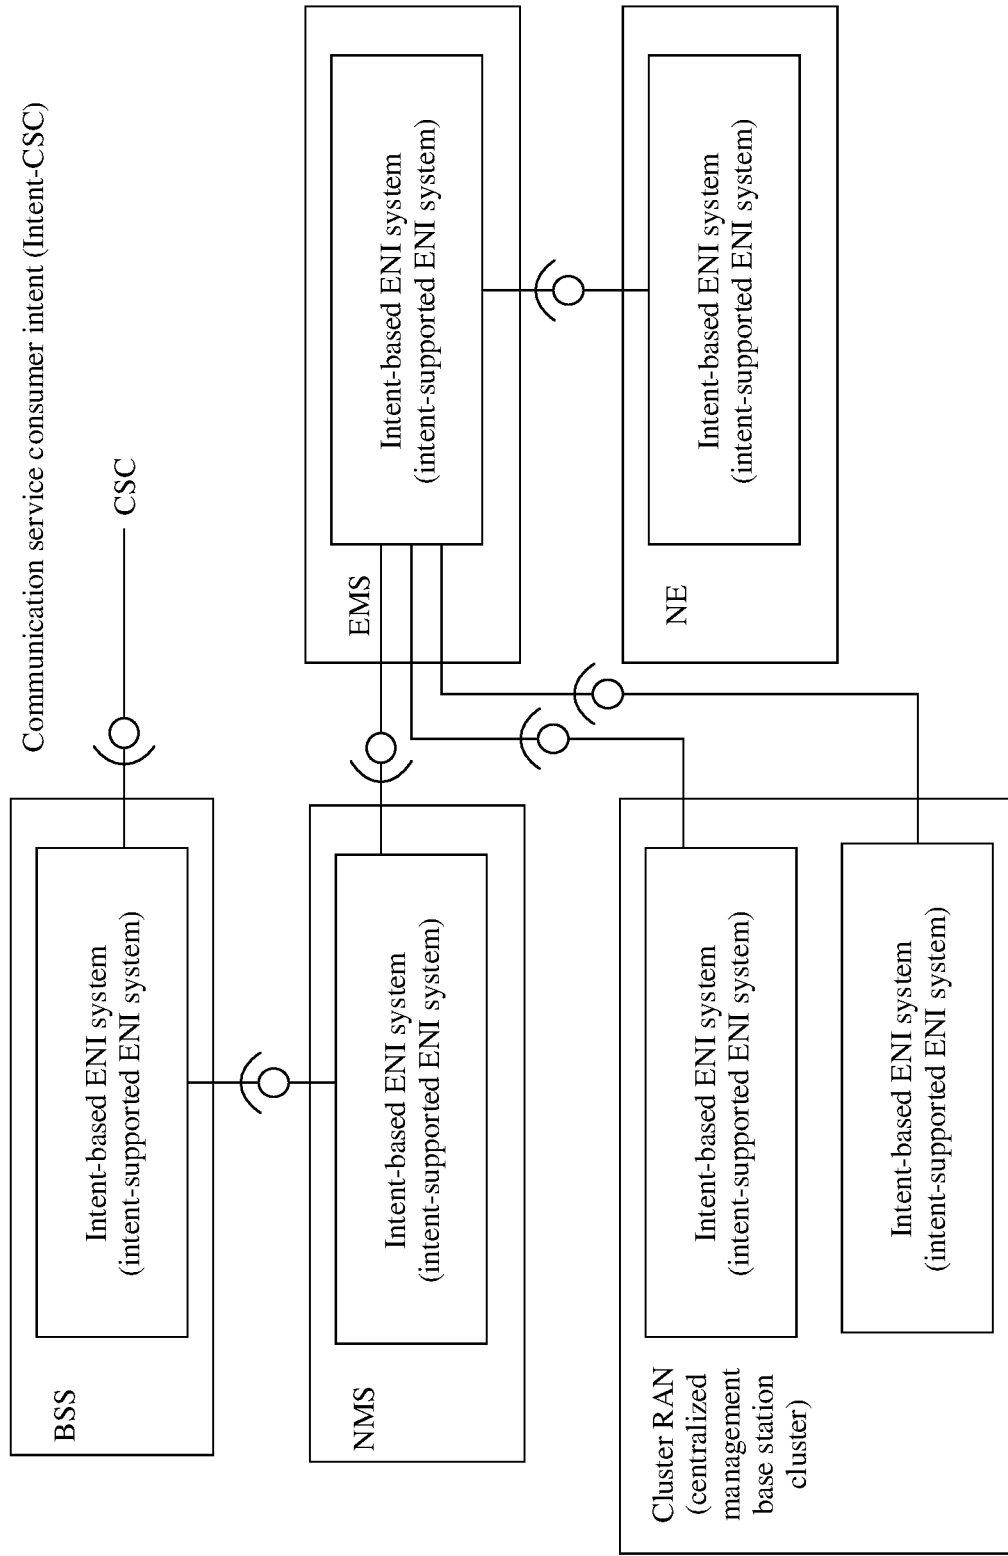 Communication service consumer intent (Intent-CSC)
CSC
BSS
Intent-based ENI system
(intent-supported ENI system)
NMS
Intent-based ENI system
(intent-supported ENI system)
EMS
Intent-based ENI system
(intent-supported ENI system)
Cluster RAN
(centralized
management
base station
cluster)
Intent-based ENI system
(intent-supported ENI system)
Intent-based ENI system
(intent-supported ENI system)
NE
Intent-based ENI system
(intent-supported ENI system)